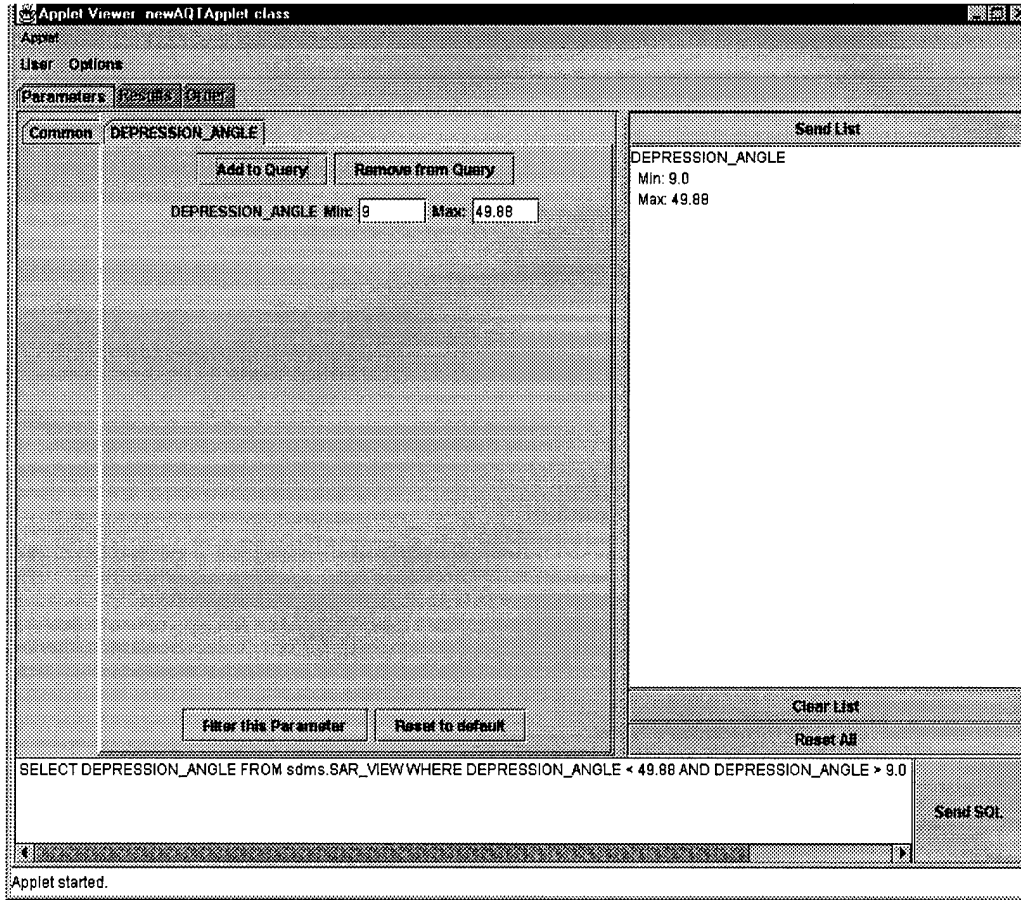 Applet Viewer newAQTApplet class
Applet
User Options
Parameters Results Order
Common DEPRESSION_ANGLE
Add to Query Remove from Query
DEPRESSION_ANGLE Min: 9 Max: 49.88
Filter this Parameter Reset to default
Send List
DEPRESSION_ANGLE
Min: 9.0
Max: 49.88
Clear List
Reset All
SELECT DEPRESSION_ANGLE FROM sdms.SAR_VIEW WHERE DEPRESSION_ANGLE < 49.88 AND DEPRESSION_ANGLE > 9.0
Send SQL
Applet started.